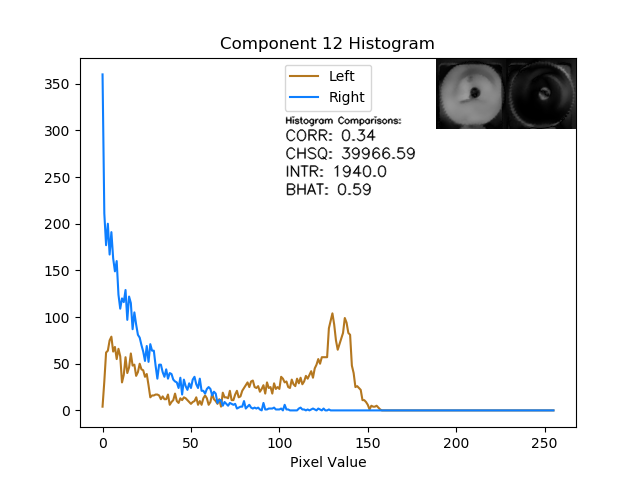 Component 12 Histogram
Left
Right
Histogram Comparisons:
CORR: 0.34
CHSQ: 39966.59
INTR: 1940.0
BHAT: 0.59
350
300
250
200
150
100
50
0
0 50 100 150 200 250
Pixel Value